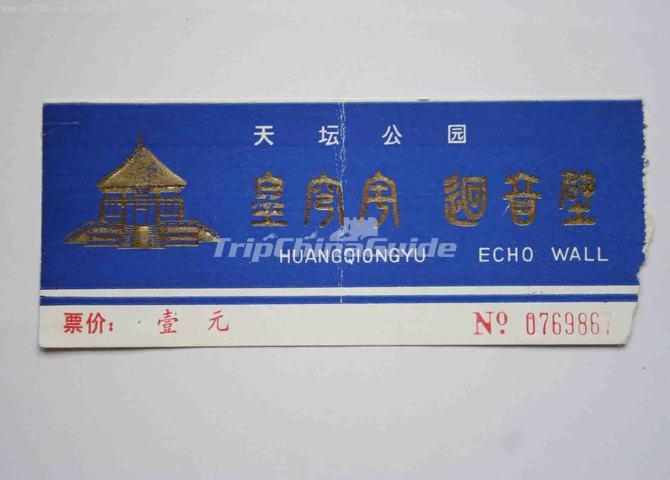 天坛公园
皇穹宇 迴音壁
TripChinaGuide
HUANGQIONGYU ECHO WALL
票价: 壹元 No 0769867